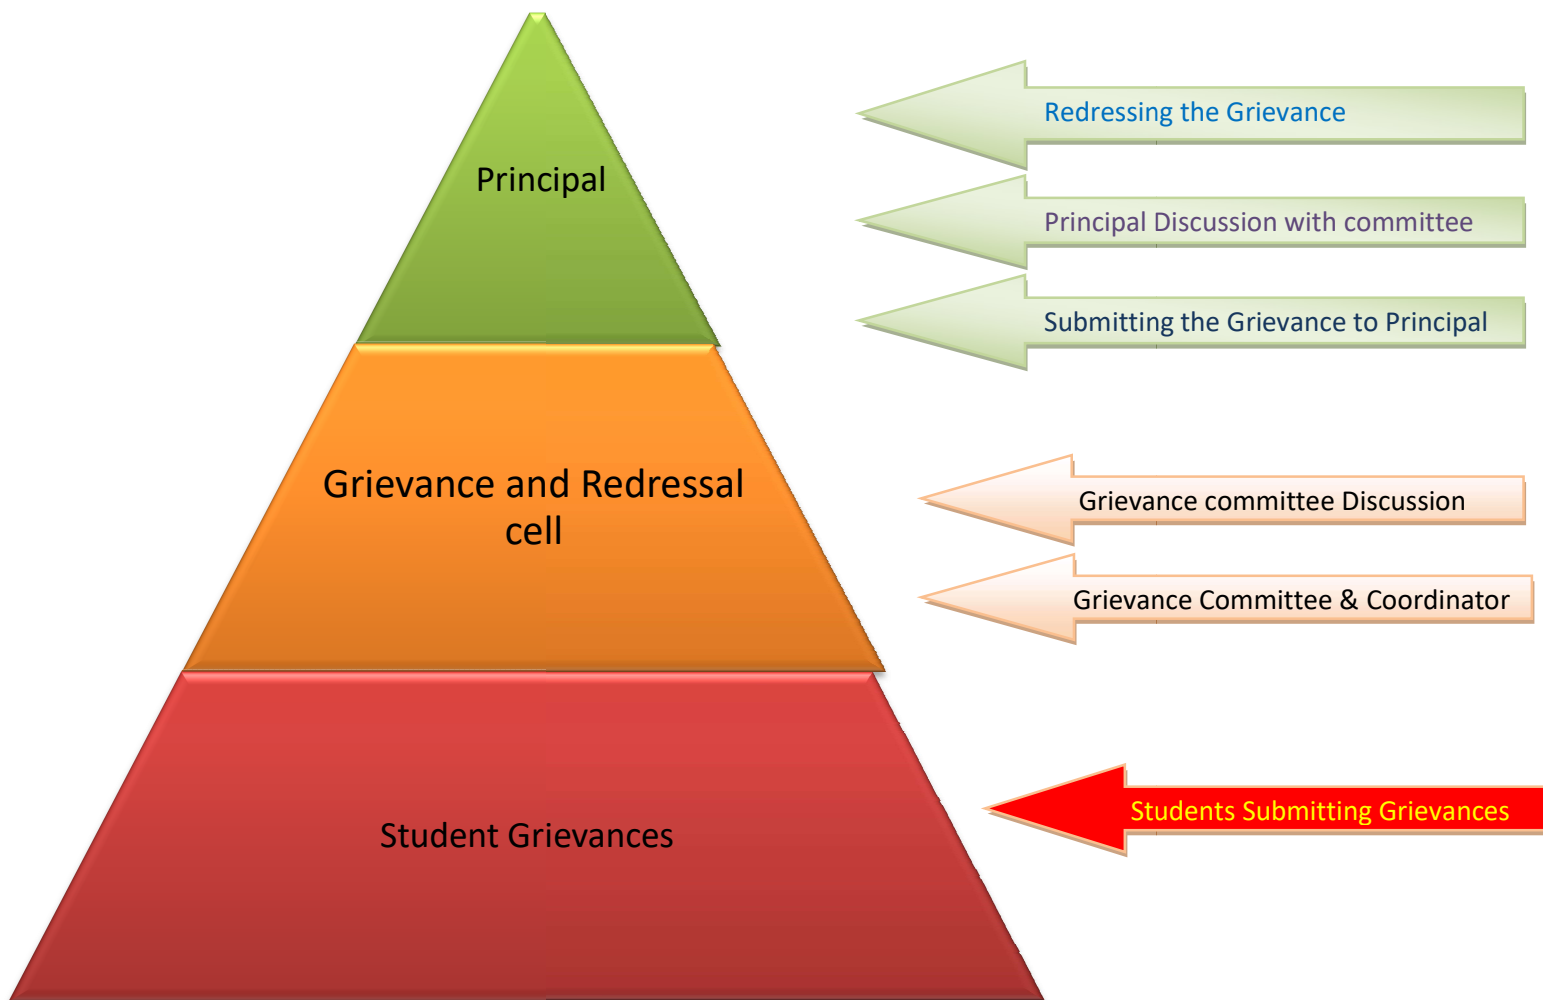 Principal
Redressing the Grievance
Principal Discussion with committee
Submitting the Grievance to Principal
Grievance and Redressal
cell
Grievance committee Discussion
Grievance Committee & Coordinator
Student Grievances
Students Submitting Grievances